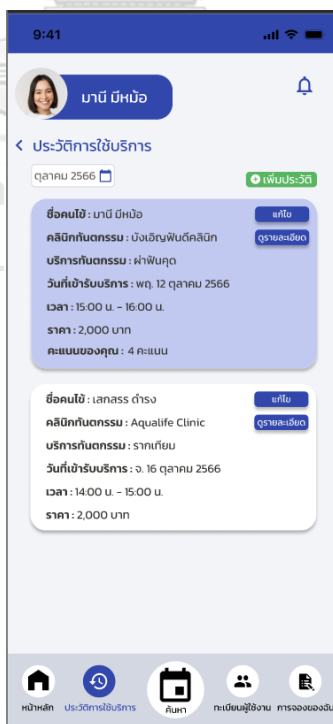 9:41
มานี มีหม้อ
ประวัติการใช้บริการ
ตุลาคม 2566
เพิ่มประวัติ
ชื่อคนไข้ : มานี มีหม้อ
แก้ไข
คลินิกทันตกรรม : บังเอิญฟันดีคลินิก
ดูรายละเอียด
บริการทันตกรรม : ผ่าฟันคุด
วันที่เข้ารับบริการ : พฤ. 12 ตุลาคม 2566
เวลา : 15:00 น. - 16:00 น.
ราคา : 2,000 บาท
คะแนนของคุณ : 4 คะแนน
ชื่อคนไข้ : เสกสรร ดำรง
แก้ไข
คลินิกทันตกรรม : Aqualife Clinic
ดูรายละเอียด
บริการทันตกรรม : รากเทียม
วันที่เข้ารับบริการ : จ. 16 ตุลาคม 2566
เวลา : 14:00 น. - 15:00 น.
ราคา : 2,000 บาท
หน้าหลัก ประวัติการใช้บริการ ค้นหา ทะเบียนผู้ใช้งาน การจองของฉัน